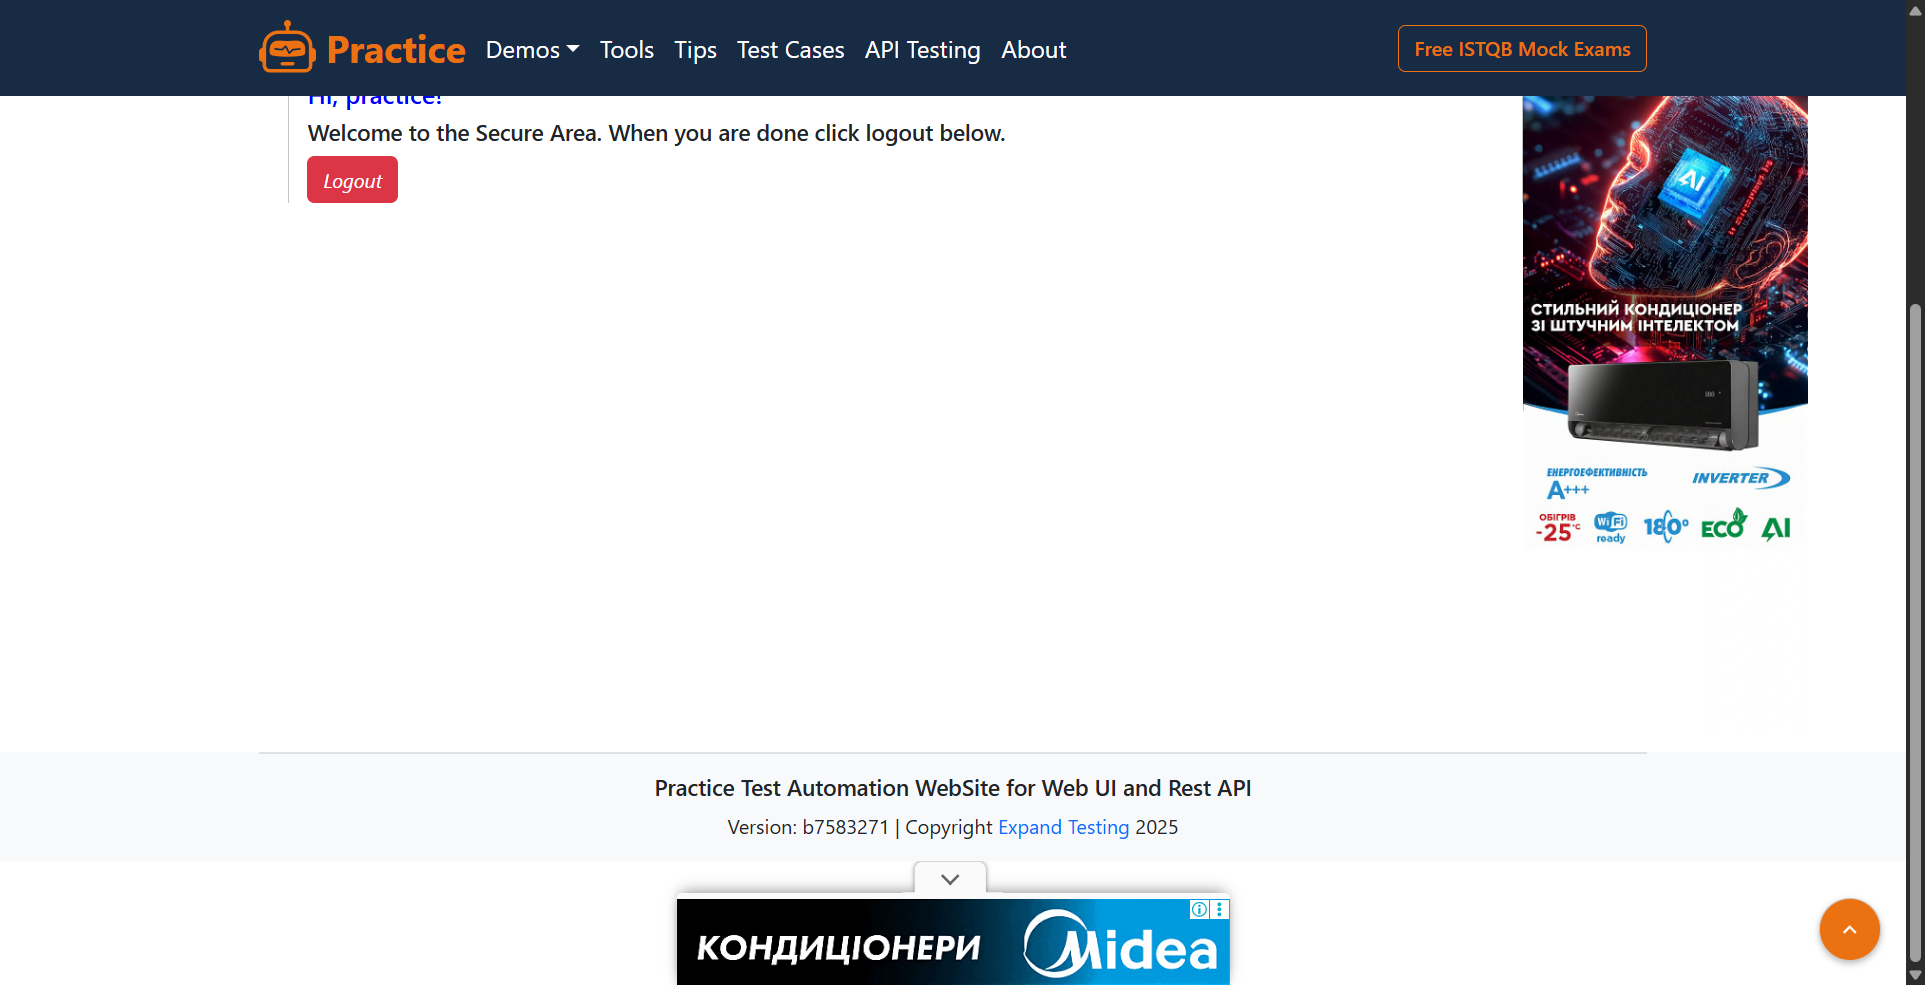 Practice
Demos
Tools
Tips
Test Cases
API Testing
About
Free ISTQB Mock Exams
Hi, practice!
Welcome to the Secure Area. When you are done click logout below.
Logout
AI
СТИЛЬНИЙ КОНДИЦІОНЕР
ЗІ ШТУЧНИМ ІНТЕЛЕКТОМ
ЕНЕРГОЕФЕКТИВНІСТЬ
A+++
INVERTER
ОБІГРІВ
-25°C
WiFi
ready
180°
ECO
AI
Practice Test Automation WebSite for Web UI and Rest API
Version: b7583271 | Copyright Expand Testing 2025
КОНДИЦІОНЕРИ
Midea